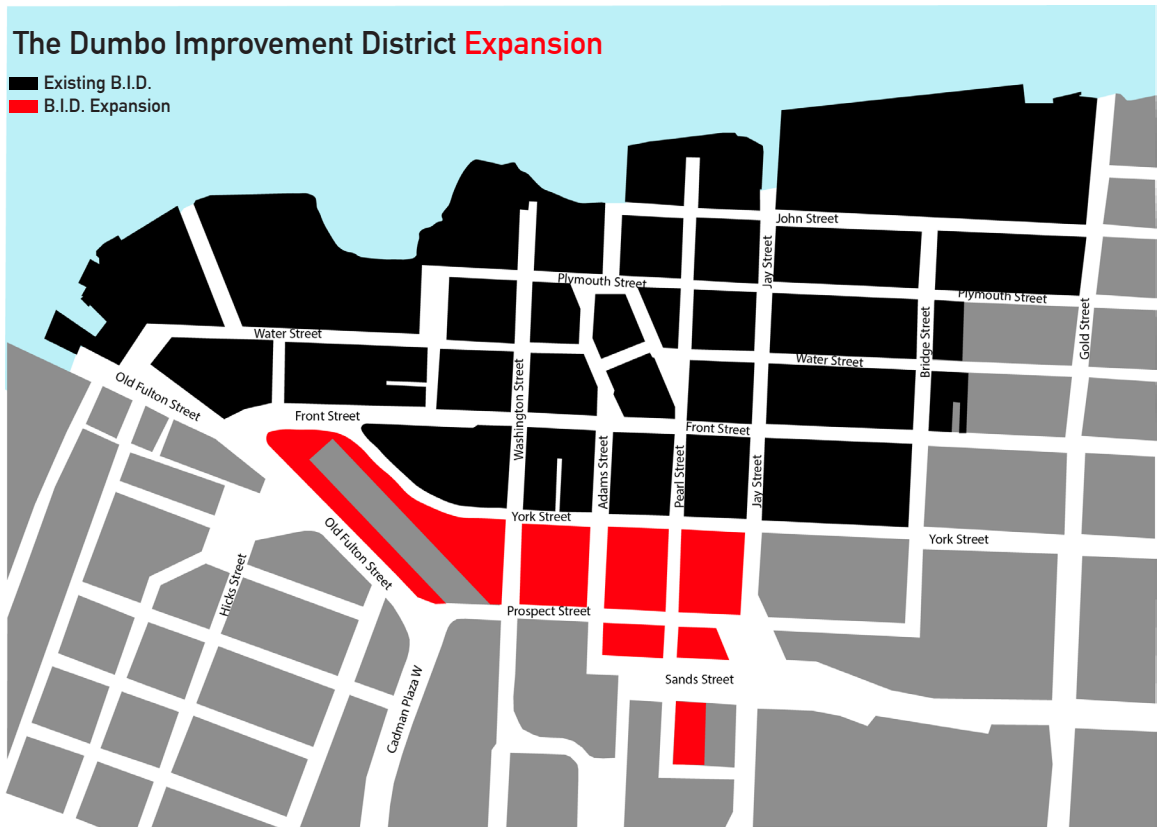 The Dumbo Improvement District Expansion
Existing B.I.D.
B.I.D. Expansion
John Street
Jay Street
Plymouth Street
Plymouth Street
Gold Street
Bridge Street
Water Street
Water Street
Old Fulton Street
Washington Street
Front Street
Front Street
Adams Street
Pearl Street
Jay Street
York Street
York Street
Old Fulton Street
Hicks Street
Prospect Street
Sands Street
Cadman Plaza W